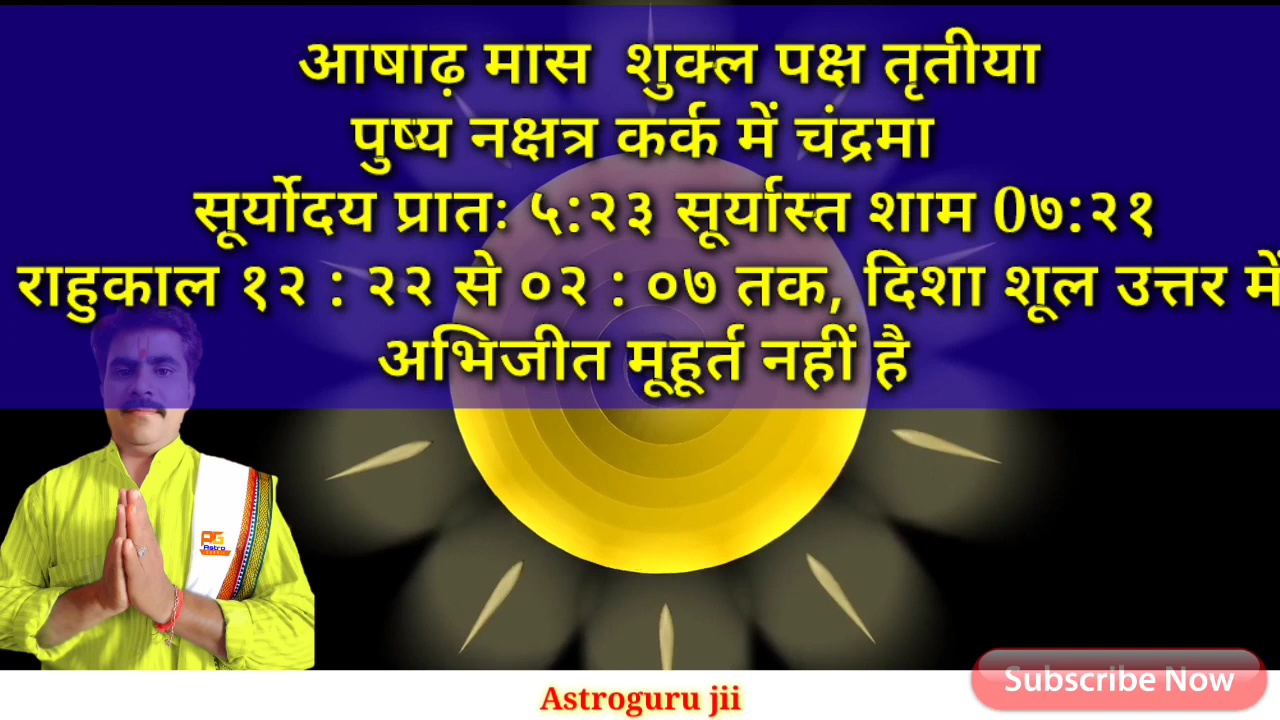 आषाढ़ मास शुक्ल पक्ष तृतीया
पुष्य नक्षत्र कर्क में चंद्रमा
सूर्योदय प्रातः ५:२३ सूर्यास्त शाम 0७:२१
राहुकाल १२ : २२ से ०२ : ०७ तक, दिशा शूल उत्तर में
अभिजीत मूहूर्त नहीं है
Astro
Subscribe Now
Astroguru jii